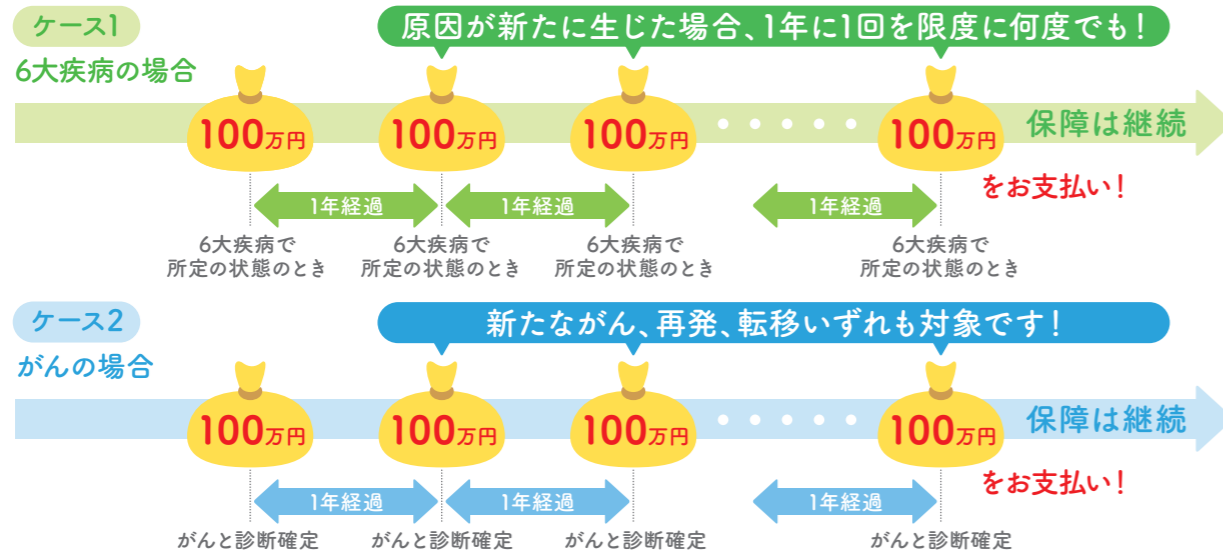 ケース1
原因が新たに生じた場合、1年に1回を限度に何度でも！
6大疾病の場合
100万円 100万円 100万円 ・・・・・ 100万円 保障は継続
をお支払い！
1年経過 1年経過 1年経過
6大疾病で 6大疾病で 6大疾病で 6大疾病で
所定の状態のとき 所定の状態のとき 所定の状態のとき 所定の状態のとき
ケース2
新たながん、再発、転移いずれも対象です！
がんの場合
100万円 100万円 100万円 ・・・・・ 100万円 保障は継続
をお支払い！
1年経過 1年経過 1年経過
がんと診断確定 がんと診断確定 がんと診断確定 がんと診断確定